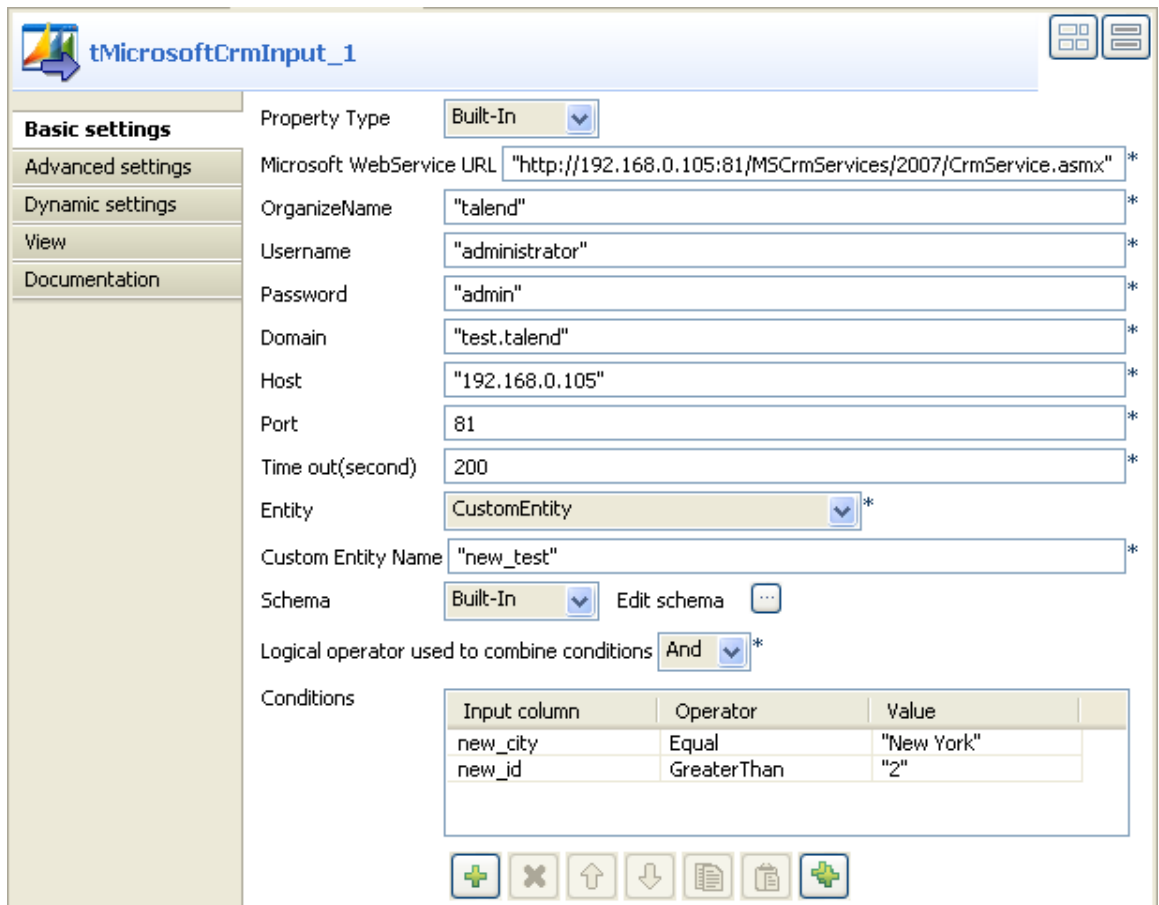 tMicrosoftCrmInput_1
Basic settings
Advanced settings
Dynamic settings
View
Documentation
Property Type Built-In
Microsoft WebService URL "http://192.168.0.105:81/MSCrmServices/2007/CrmService.asmx" *
OrganizeName "talend" *
Username "administrator" *
Password "admin" *
Domain "test.talend" *
Host "192.168.0.105" *
Port 81 *
Time out(second) 200 *
Entity CustomEntity *
Custom Entity Name "new_test" *
Schema Built-In Edit schema ...
Logical operator used to combine conditions And *
Conditions
Input column Operator Value
new_city Equal "New York"
new_id GreaterThan "2"